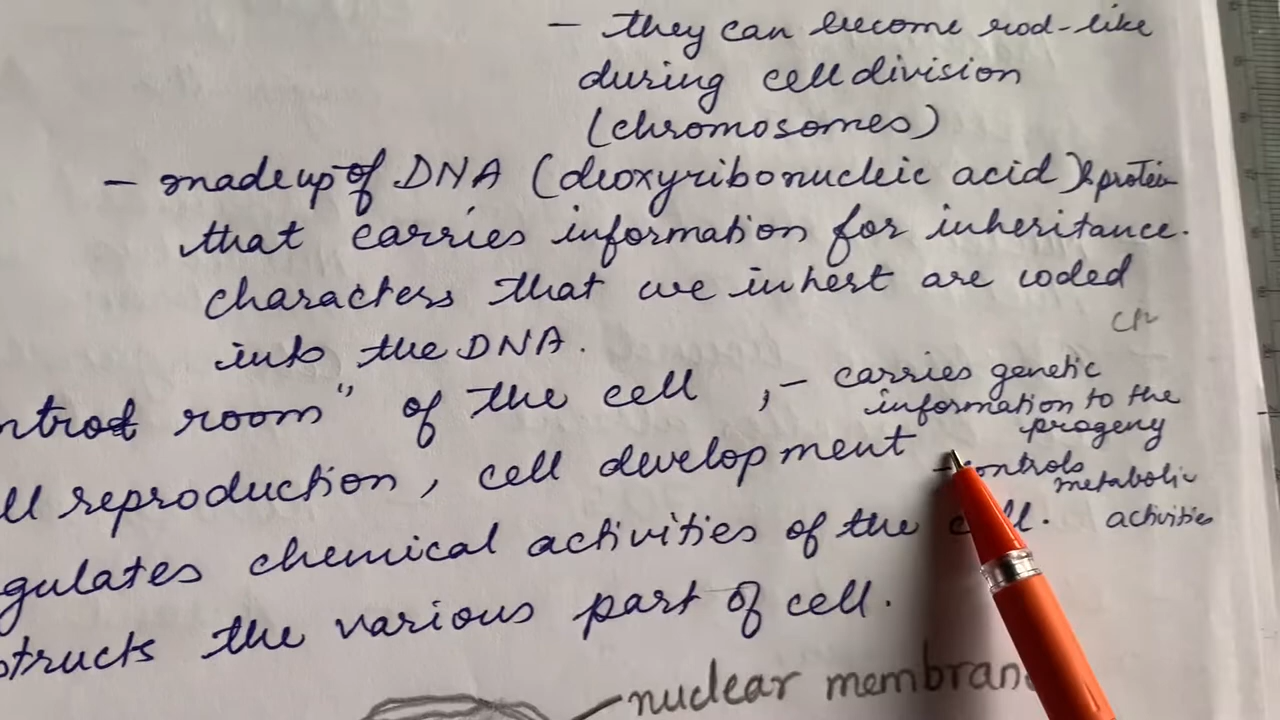 - they can become rod-like
during cell division
(chromosomes)
- made up of DNA (deoxyribonucleic acid) & protein
that carries information for inheritance.
characters that we inherit are coded
into the DNA.
ntrol room" of the cell , - carries genetic
information to the
progeny
ll reproduction, cell development
- controls
metabolic
activities
gulates chemical activities of the cell.
structs the various part of cell.
nuclear membran